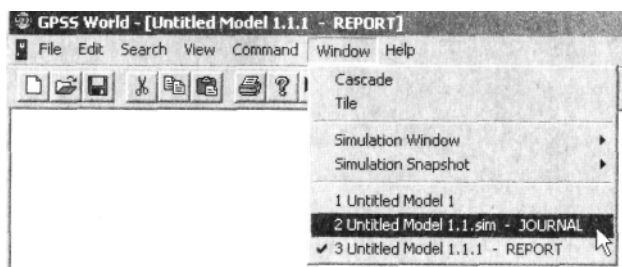 GPSS World - [Untitled Model 1.1.1 - REPORT]
File Edit Search View Command Window Help
Cascade
Tile
Simulation Window
Simulation Snapshot
1 Untitled Model 1
2 Untitled Model 1.1.sim - JOURNAL
✔ 3 Untitled Model 1.1.1 - REPORT